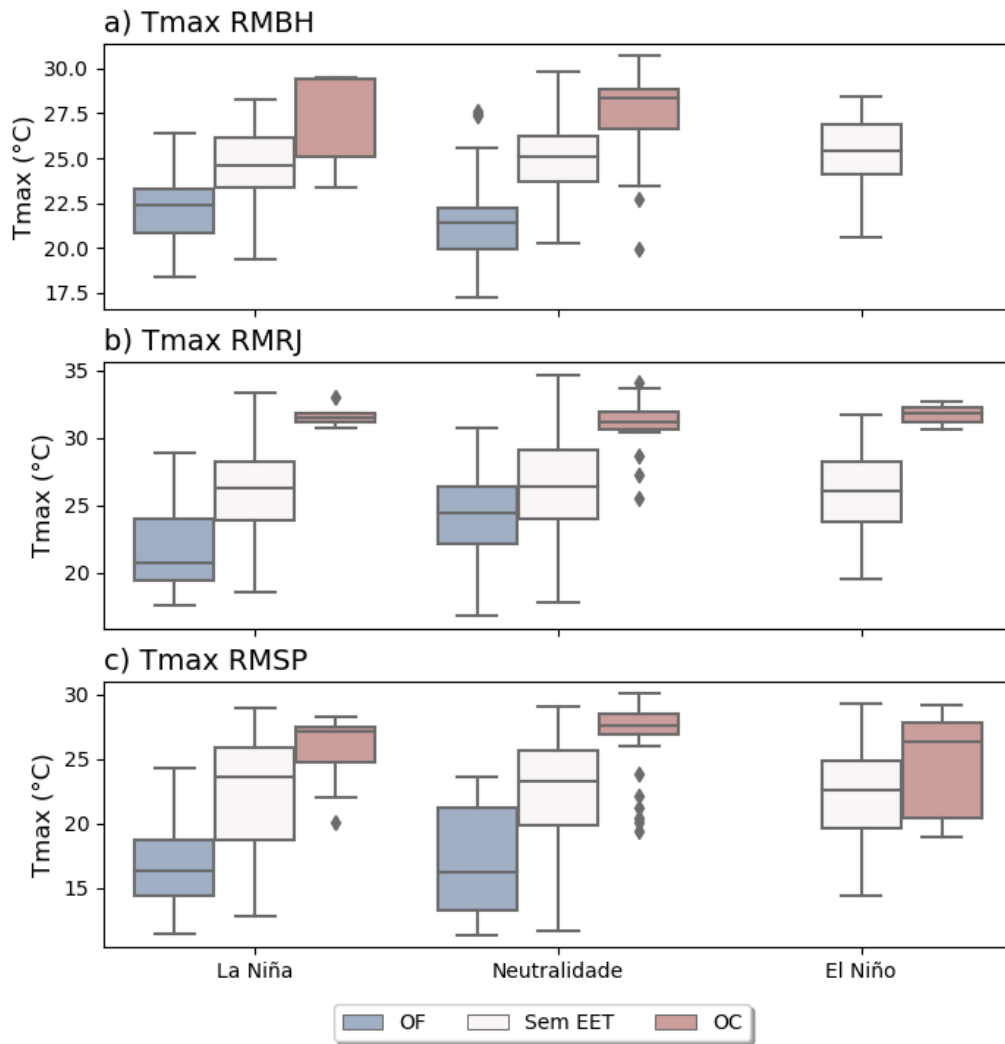 a) Tmax RMBH
30.0
27.5
25.0
22.5
20.0
17.5
Tmax (°C)
b) Tmax RMRJ
35
30
25
20
Tmax (°C)
c) Tmax RMSP
30
25
20
15
Tmax (°C)
La Niña Neutralidade El Niño
OF Sem EET OC